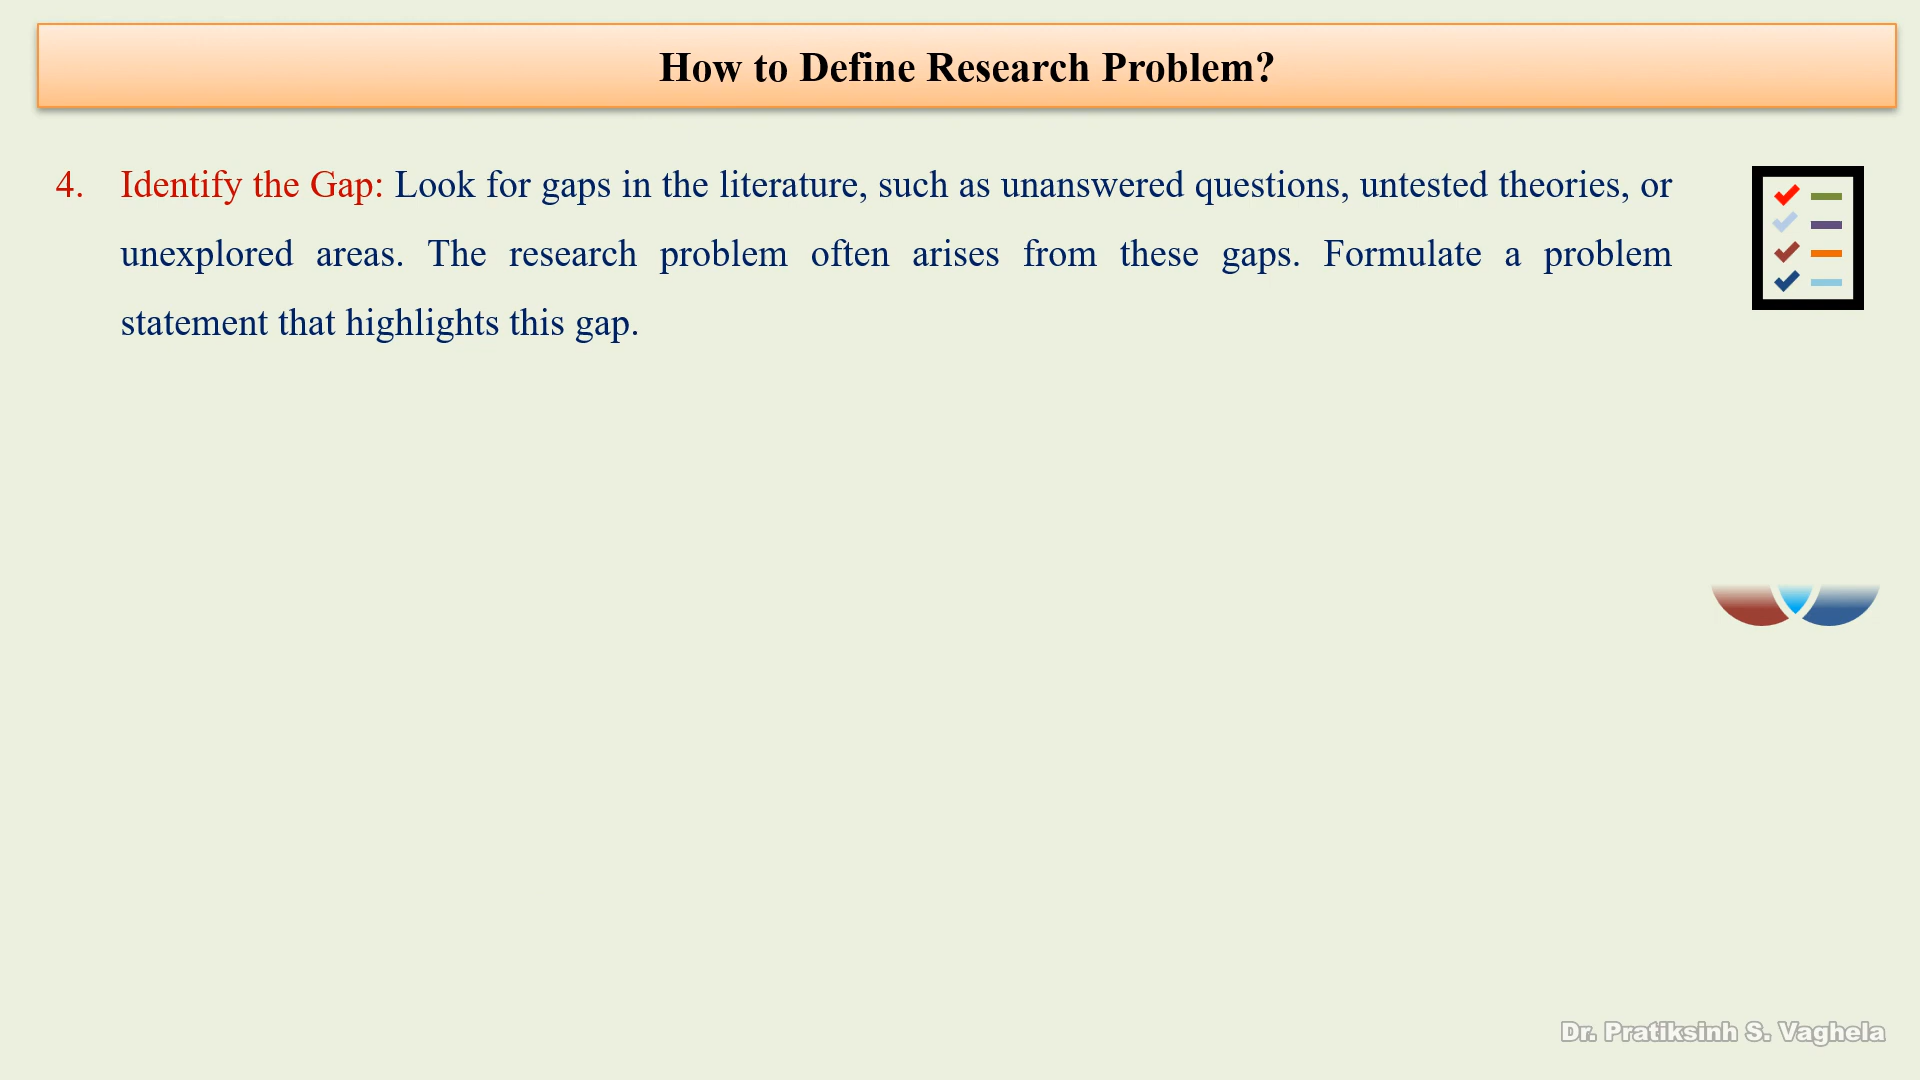 How to Define Research Problem?
4. Identify the Gap: Look for gaps in the literature, such as unanswered questions, untested theories, or
unexplored areas. The research problem often arises from these gaps. Formulate a problem
statement that highlights this gap.
Dr. Pratiksinh S. Vaghela